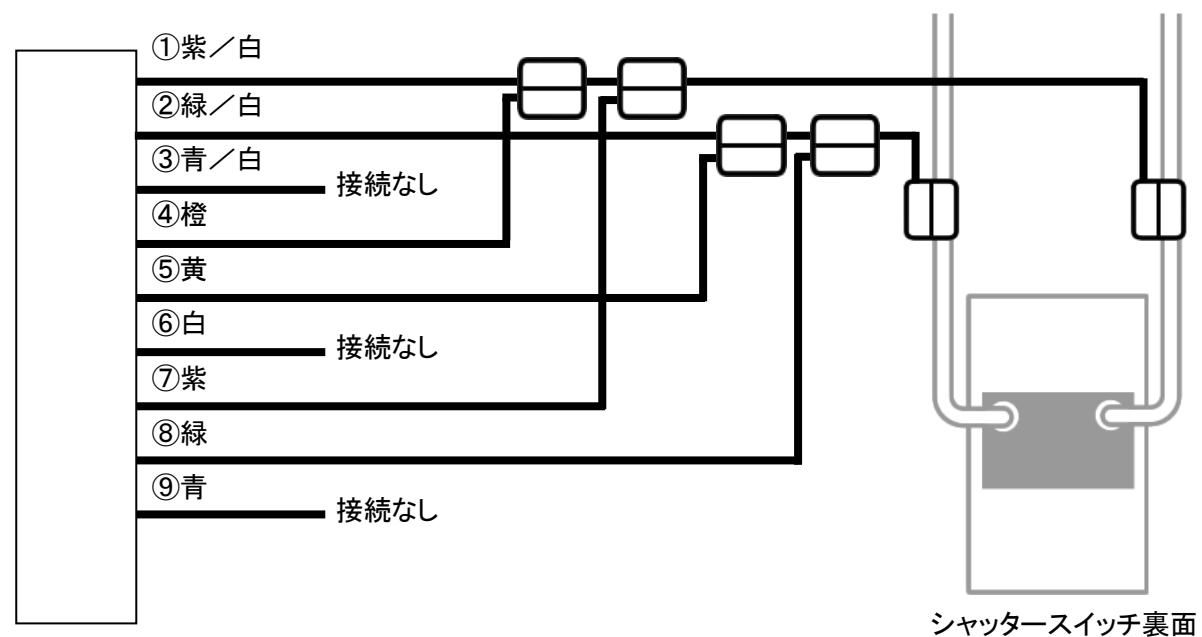 ①紫／白
②緑／白
③青／白
接続なし
④橙
⑤黄
⑥白
接続なし
⑦紫
⑧緑
⑨青
接続なし
シャッタースイッチ裏面